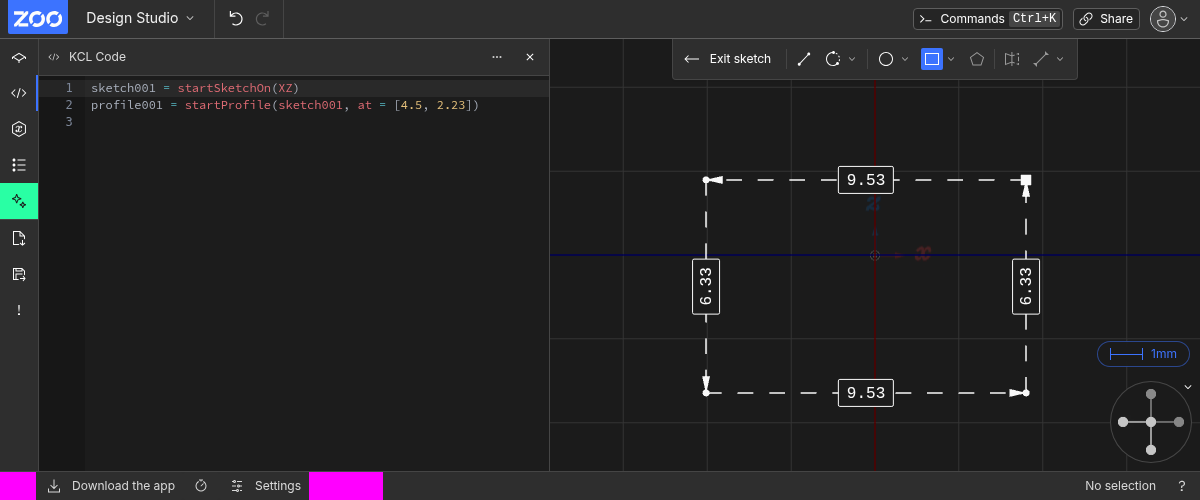 ZOO
Design Studio
Commands Ctrl+K
Share
KCL Code
Exit sketch
1 sketch001 = startSketchOn(XZ)
2 profile001 = startProfile(sketch001, at = [4.5, 2.23])
3
9.53
z
x
6.33
6.33
9.53
1mm
!
Download the app
Settings
No selection
?